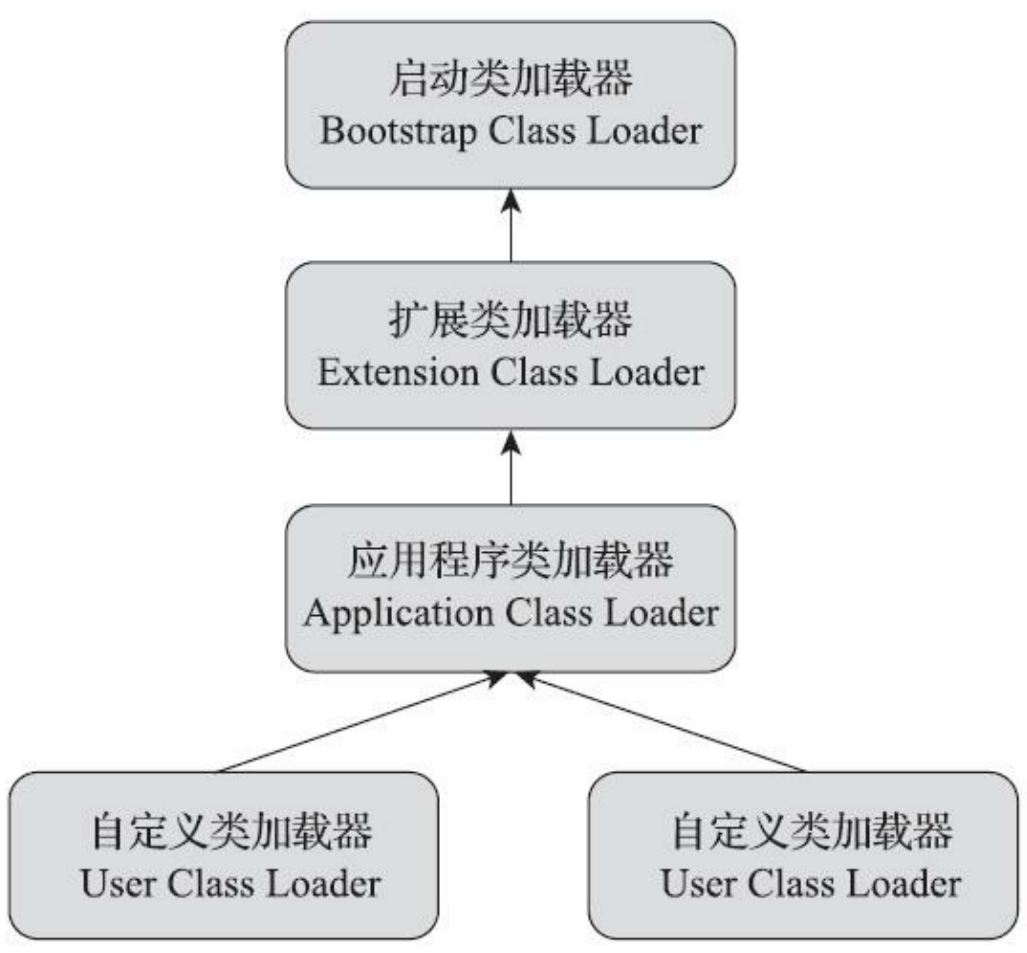 启动类加载器
Bootstrap Class Loader
扩展类加载器
Extension Class Loader
应用程序类加载器
Application Class Loader
自定义类加载器
User Class Loader
自定义类加载器
User Class Loader